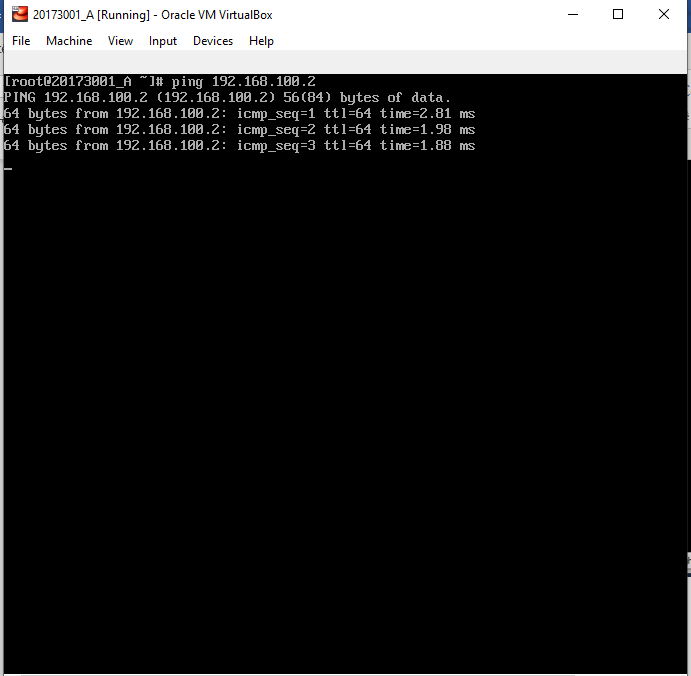 20173001_A [Running] - Oracle VM VirtualBox
File Machine View Input Devices Help
[root@20173001_A ~]# ping 192.168.100.2
PING 192.168.100.2 (192.168.100.2) 56(84) bytes of data.
64 bytes from 192.168.100.2: icmp_seq=1 ttl=64 time=2.81 ms
64 bytes from 192.168.100.2: icmp_seq=2 ttl=64 time=1.98 ms
64 bytes from 192.168.100.2: icmp_seq=3 ttl=64 time=1.88 ms